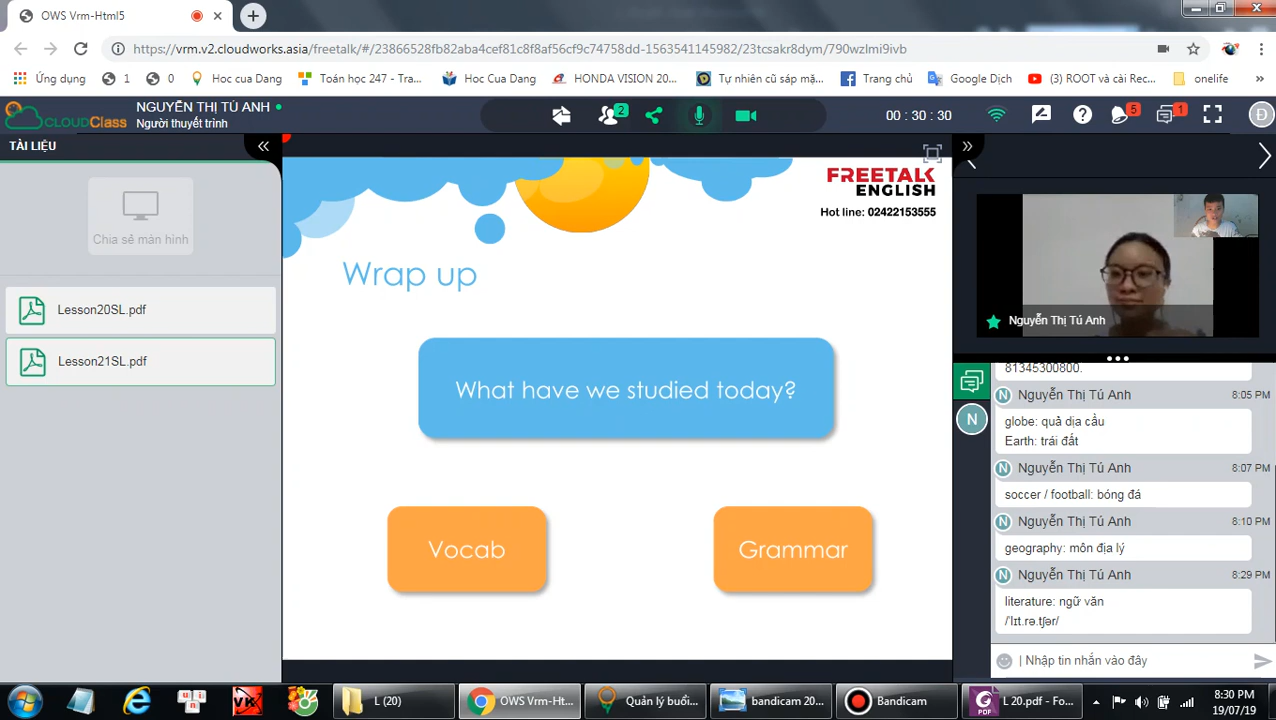 OWS Vrm-Html5
https://vrm.v2.cloudworks.asia/freetalk/#/23866528fb82aba4cef81c8f8af56cf9c74758dd-1563541145982/23tcsakr8dym/790wzlmi9ivb
Ứng dụng
1
0
Hoc cua Dang
Toán học 247 - Tra...
Hoc Cua Dang
HONDA VISION 20...
Tự nhiên cũ sáp mặ...
Trang chủ
Google Dịch
(3) ROOT và cài Rec...
onelife
»
CLOUDClass
NGUYỄN THỊ TÚ ANH
Người thuyết trình
2
00 : 30 : 30
5
1
Đ
TÀI LIỆU
Chia sẻ màn hình
Lesson20SL.pdf
Lesson21SL.pdf
FREETALK
ENGLISH
Hot line: 02422153555
Wrap up
What have we studied today?
Vocab
Grammar
Nguyễn Thị Tú Anh
81345300800.
N Nguyễn Thị Tú Anh 8:05 PM
N
globe: quả dịa cầu
Earth: trái đất
N Nguyễn Thị Tú Anh 8:07 PM
soccer / football: bóng đá
N Nguyễn Thị Tú Anh 8:10 PM
geography: môn địa lý
N Nguyễn Thị Tú Anh 8:29 PM
literature: ngữ văn
/ˈlɪt.rə.tʃər/
Nhập tin nhắn vào đây
L (20)
OWS Vrm-Ht...
Quản lý buổi...
bandicam 20...
Bandicam
L 20.pdf - Fo...
8:30 PM
19/07/19